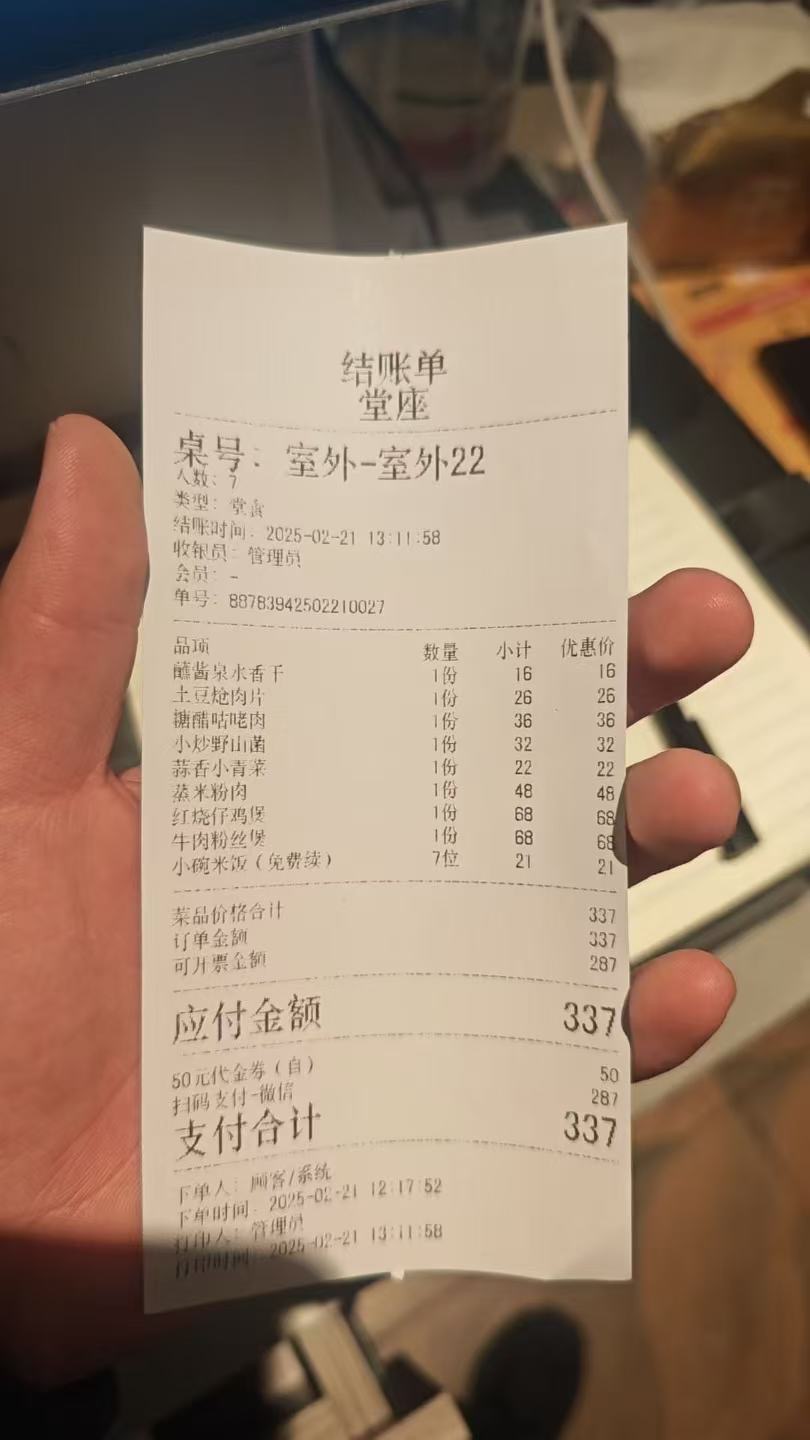 结账单
堂座
桌号：室外-室外22
人数：7
类型：堂食
结账时间：2025-02-21 13:11:58
收银员：管理员
会员：-
单号：88783942502210027
品项 数量 小计 优惠价
蘸酱泉水香干 1份 16 16
土豆炝肉片 1份 26 26
糖醋咕咾肉 1份 36 36
小炒野山菌 1份 32 32
蒜香小青菜 1份 22 22
蒸米粉肉 1份 48 48
红烧仔鸡煲 1份 68 68
牛肉粉丝煲 1份 68 68
小碗米饭（免费续） 7位 21 21
菜品价格合计 337
订单金额 337
可开票金额 287
应付金额 337
50元代金券（自） 50
扫码支付-微信 287
支付合计 337
下单人：顾客/系统
下单时间：2025-02-21 12:17:52
打印人：管理员
打印时间：2025-02-21 13:11:58